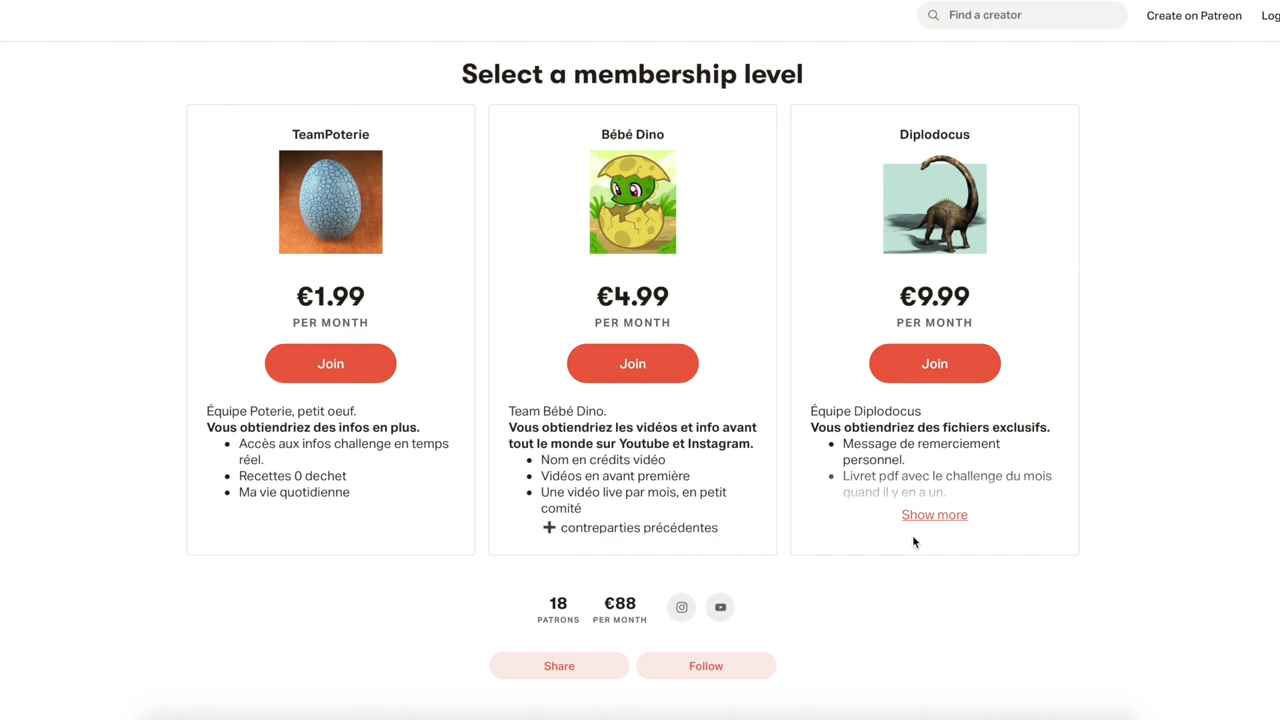 Find a creator
Create on Patreon
Select a membership level
TeamPoterie
€1.99
PER MONTH
Join
Équipe Poterie, petit oeuf.
Vous obtiendriez des infos en plus.
Accès aux infos challenge en temps
réel.
Recettes 0 dechet
Ma vie quotidienne
Bébé Dino
€4.99
PER MONTH
Join
Team Bébé Dino.
Vous obtiendriez les vidéos et info avant
tout le monde sur Youtube et Instagram.
Nom en crédits vidéo
Vidéos en avant première
Une vidéo live par mois, en petit
comité
➕ contreparties précédentes
Diplodocus
€9.99
PER MONTH
Join
Équipe Diplodocus
Vous obtiendriez des fichiers exclusifs.
Message de remerciement
personnel.
Livret pdf avec le challenge du mois
quand il y en a un.
Show more
18
PATRONS
€88
PER MONTH
Share
Follow